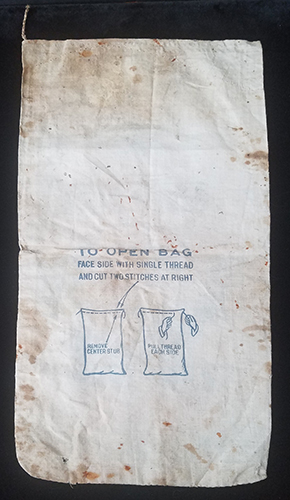 TO OPEN BAG
FACE SIDE WITH SINGLE THREAD
AND CUT TWO STITCHES AT RIGHT
REMOVE
CENTER STUB
PULL THREAD
EACH SIDE